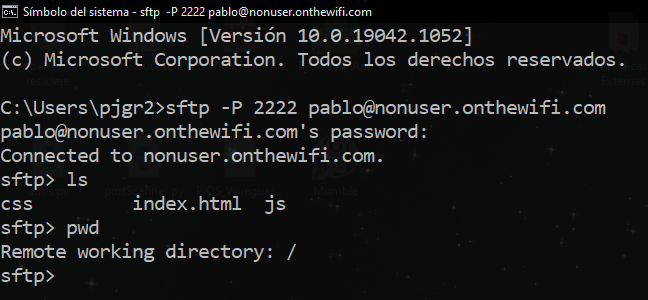 Símbolo del sistema - sftp -P 2222 pablo@nonuser.onthewifi.com
Microsoft Windows [Versión 10.0.19042.1052]
(c) Microsoft Corporation. Todos los derechos reservados.
C:\Users\pjgr2>sftp -P 2222 pablo@nonuser.onthewifi.com
pablo@nonuser.onthewifi.com's password:
Connected to nonuser.onthewifi.com.
sftp> ls
css index.html js
sftp> pwd
Remote working directory: /
sftp>